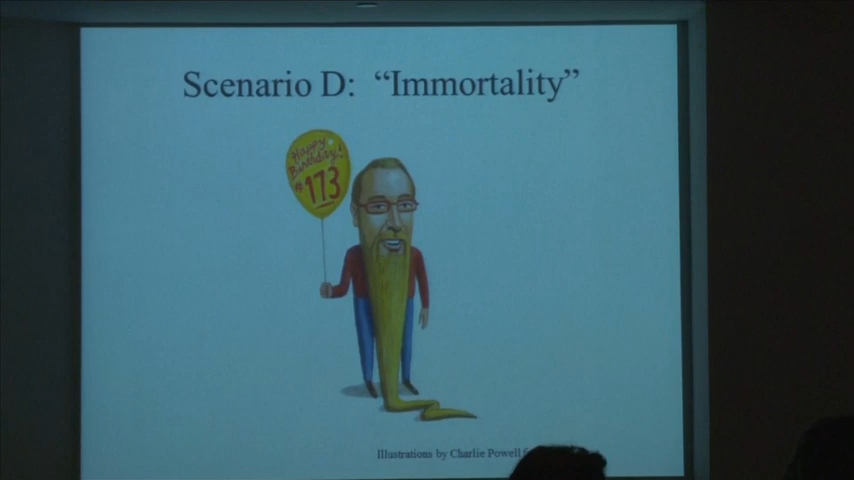 Scenario D: “Immortality”
Happy
Birthday!
173
Illustrations by Charlie Powell